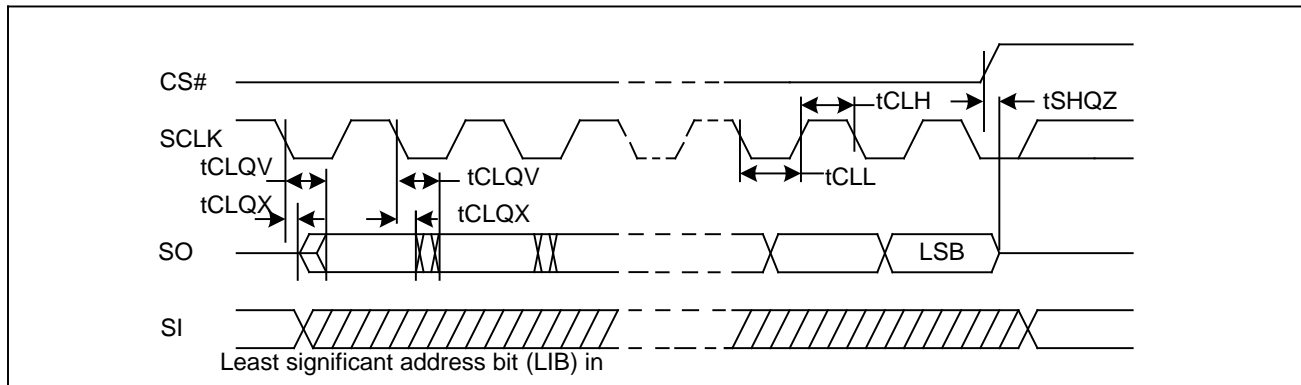 CS#
tCLH
tSHQZ
SCLK
tCLQV
tCLQV
tCLL
tCLQX
tCLQX
SO
LSB
SI
Least significant address bit (LIB) in